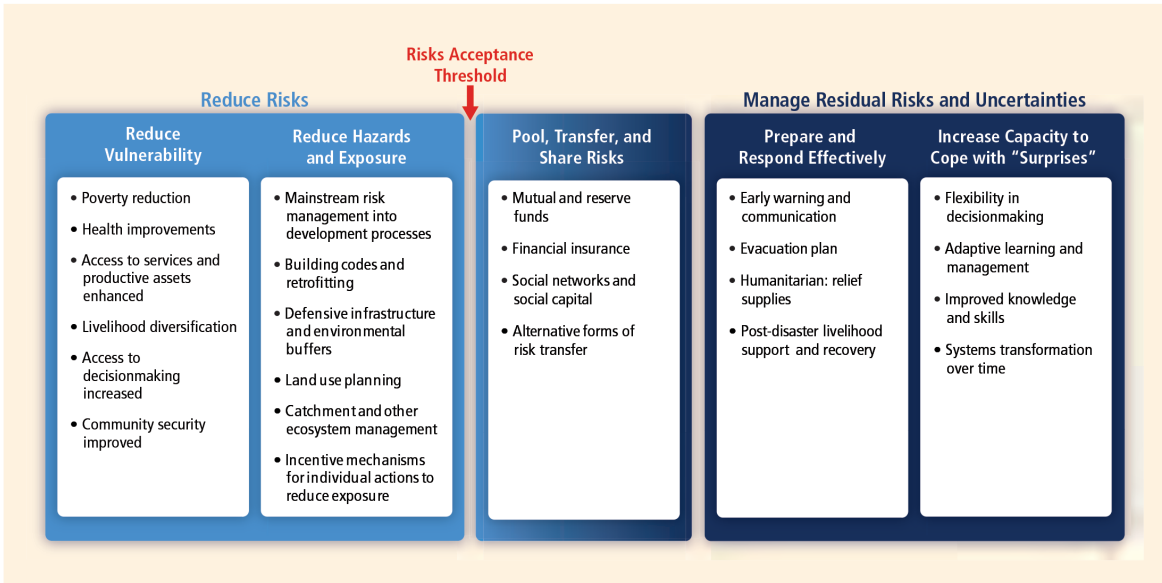 Risks Acceptance
Threshold
Reduce Risks
Manage Residual Risks and Uncertainties
Reduce
Vulnerability
• Poverty reduction
• Health improvements
• Access to services and
productive assets
enhanced
• Livelihood diversification
• Access to
decisionmaking
increased
• Community security
improved
Reduce Hazards
and Exposure
• Mainstream risk
management into
development processes
• Building codes and
retrofitting
• Defensive infrastructure
and environmental
buffers
• Land use planning
• Catchment and other
ecosystem management
• Incentive mechanisms
for individual actions to
reduce exposure
Pool, Transfer, and
Share Risks
• Mutual and reserve
funds
• Financial insurance
• Social networks and
social capital
• Alternative forms of
risk transfer
Prepare and
Respond Effectively
• Early warning and
communication
• Evacuation plan
• Humanitarian: relief
supplies
• Post-disaster livelihood
support and recovery
Increase Capacity to
Cope with “Surprises”
• Flexibility in
decisionmaking
• Adaptive learning and
management
• Improved knowledge
and skills
• Systems transformation
over time